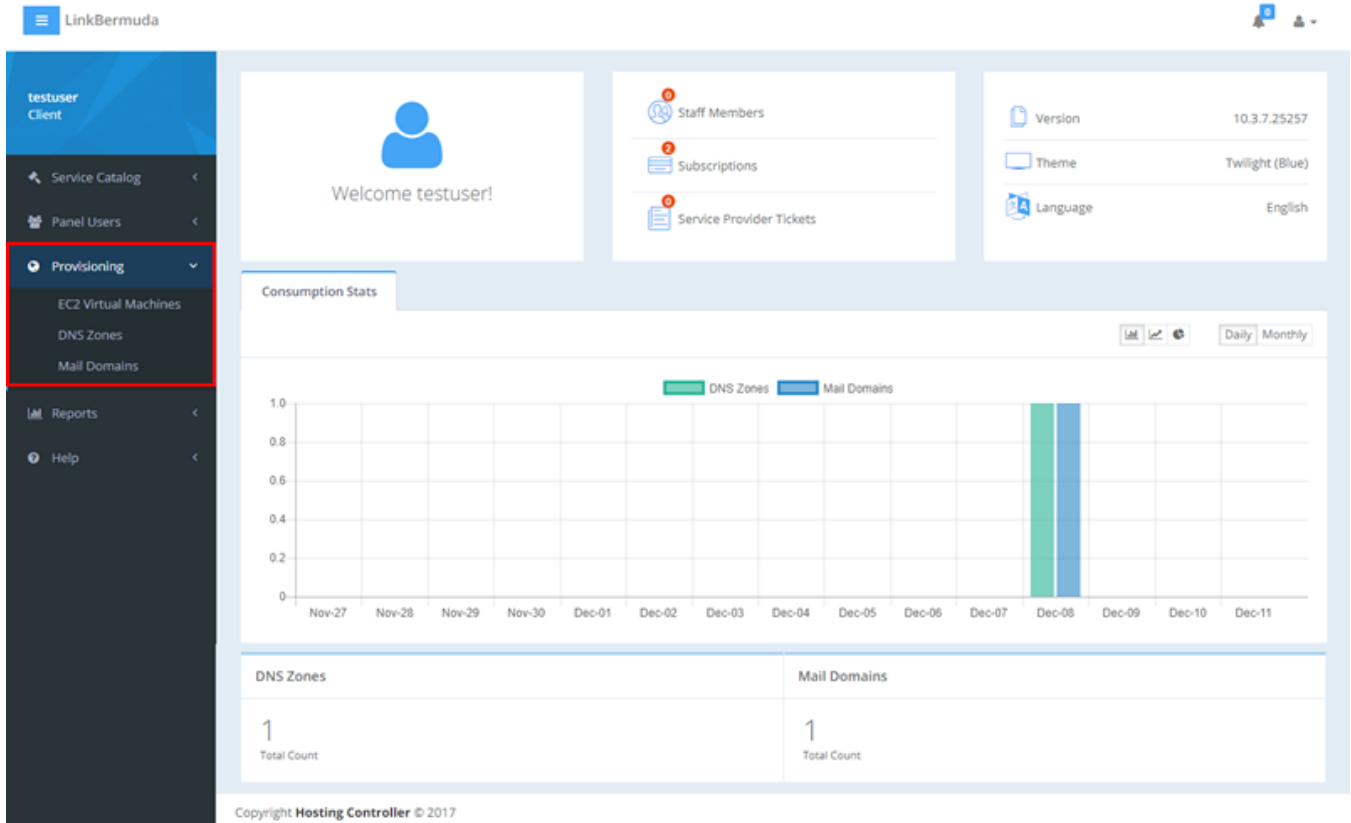 LinkBermuda
0
testuser
Client
Service Catalog
Panel Users
Provisioning
EC2 Virtual Machines
DNS Zones
Mail Domains
Reports
Help
Welcome testuser!
0
Staff Members
2
Subscriptions
0
Service Provider Tickets
Version 10.3.7.25257
Theme Twilight (Blue)
Language English
Consumption Stats
Daily Monthly
DNS Zones Mail Domains
1.0
0.8
0.6
0.4
0.2
0
Nov-27 Nov-28 Nov-29 Nov-30 Dec-01 Dec-02 Dec-03 Dec-04 Dec-05 Dec-06 Dec-07 Dec-08 Dec-09 Dec-10 Dec-11
DNS Zones
1
Total Count
Mail Domains
1
Total Count
Copyright Hosting Controller © 2017